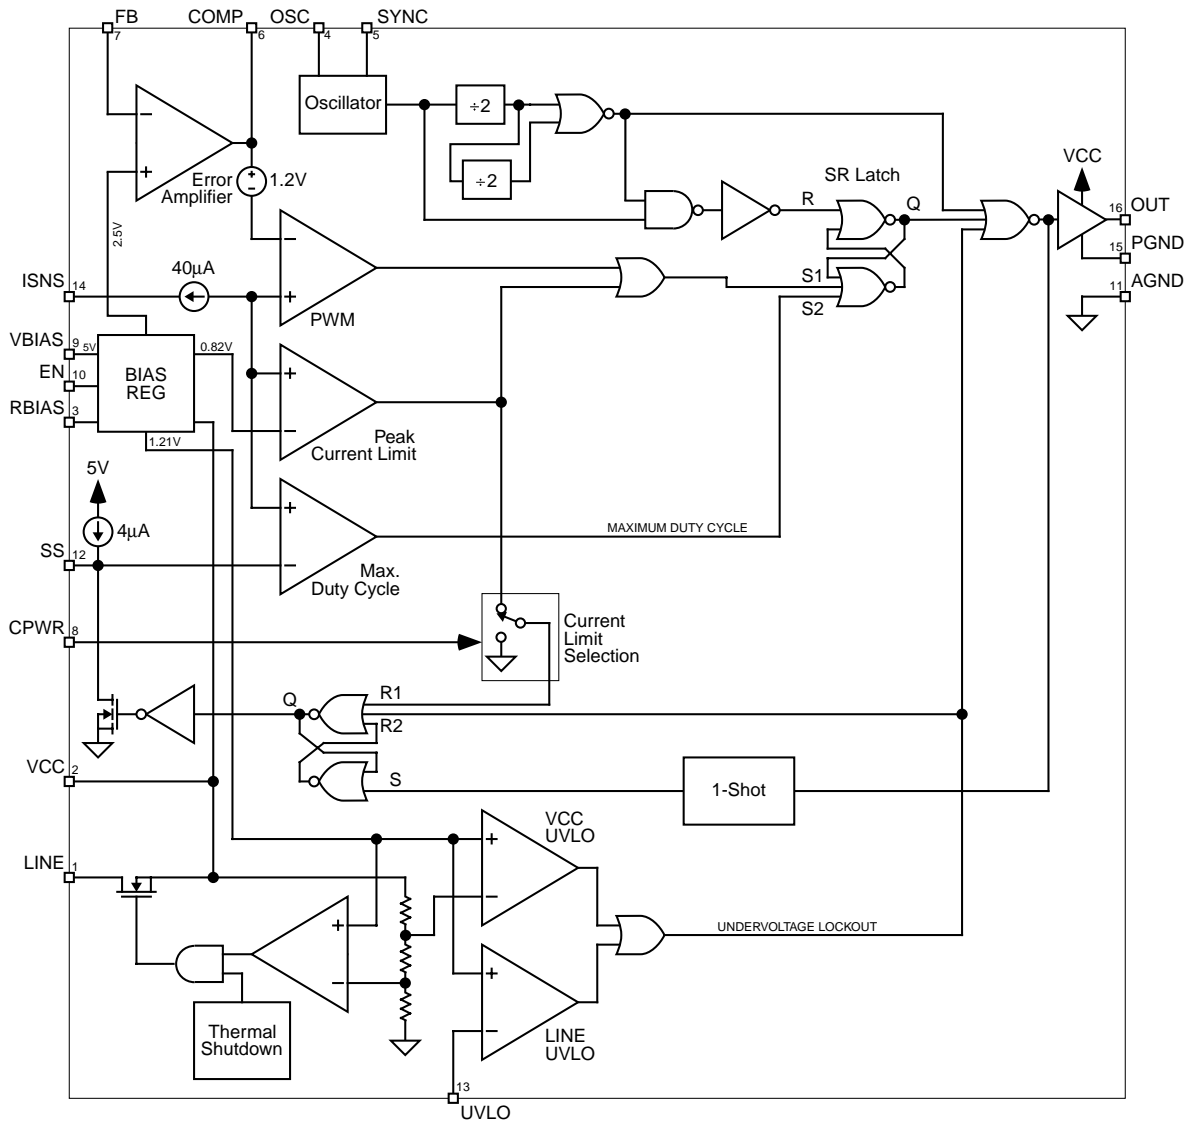 FB
COMP
OSC
SYNC
7
6
4
5
Oscillator
÷2
÷2
−
+
Error
Amplifier
+
−
1.2V
2.5V
SR Latch
R
Q
S1
S2
VCC
16
OUT
15
PGND
11
AGND
ISNS
14
40µA
−
+
PWM
VBIAS
9
5V
0.82V
EN
10
BIAS
REG
RBIAS
3
1.21V
+
−
Peak
Current Limit
5V
4µA
SS
12
+
−
Max.
Duty Cycle
MAXIMUM DUTY CYCLE
CPWR
8
Current
Limit
Selection
Q
R1
R2
S
1-Shot
VCC
2
VCC
UVLO
+
−
LINE
1
+
−
UNDERVOLTAGE LOCKOUT
+
−
LINE
UVLO
Thermal
Shutdown
13
UVLO